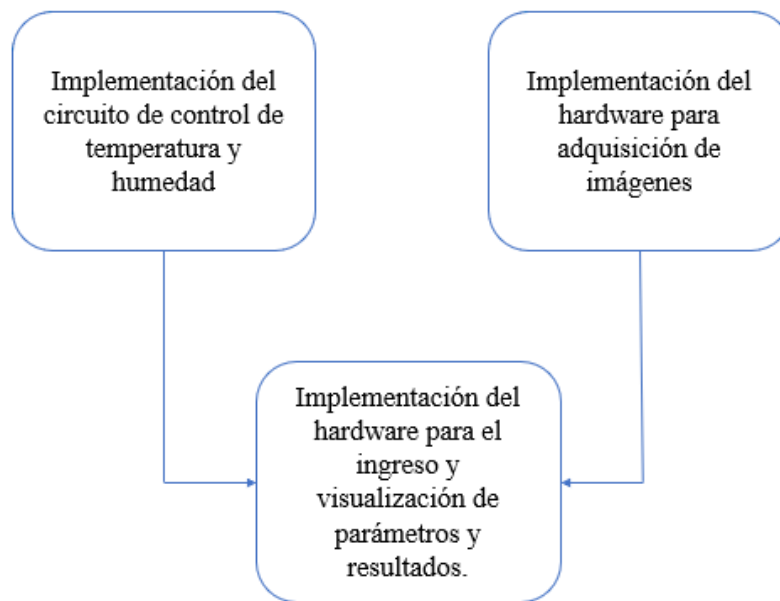 Implementación del
circuito de control de
temperatura y
humedad
Implementación del
hardware para
adquisición de
imágenes
Implementación del
hardware para el
ingreso y
visualización de
parámetros y
resultados.